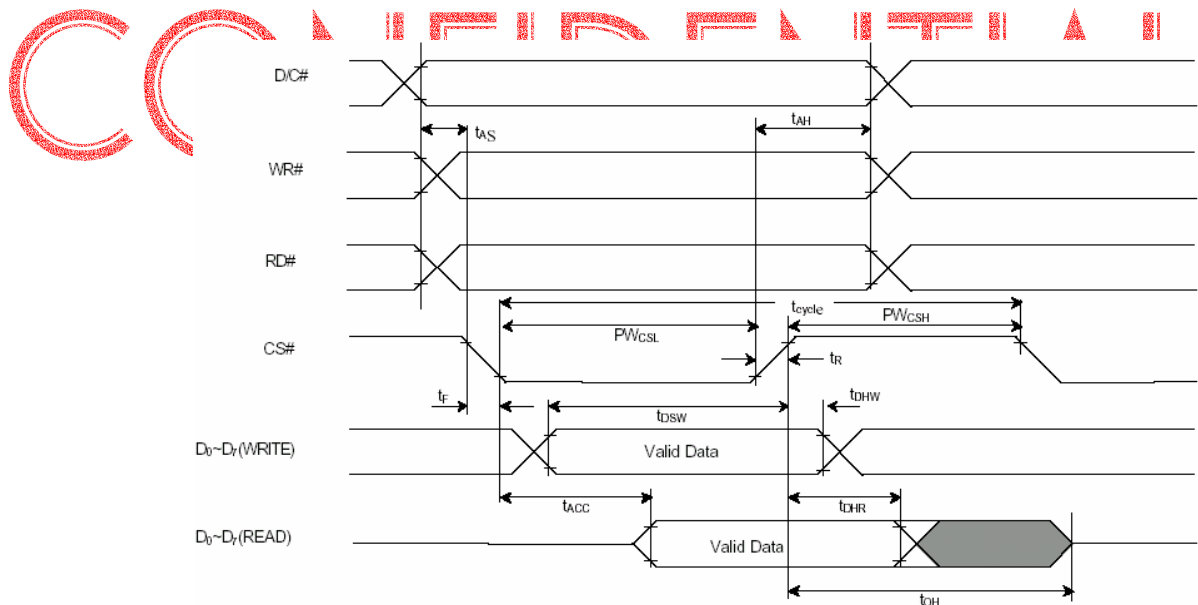 CONFIDENTIAL
D/C#
tAS
tAH
WR#
RD#
tcycle
PWCSL
PWCSH
CS#
tR
tF
tDSW
tDHW
D0~D7(WRITE)
Valid Data
tACC
tDHR
D0~D7(READ)
Valid Data
tOH